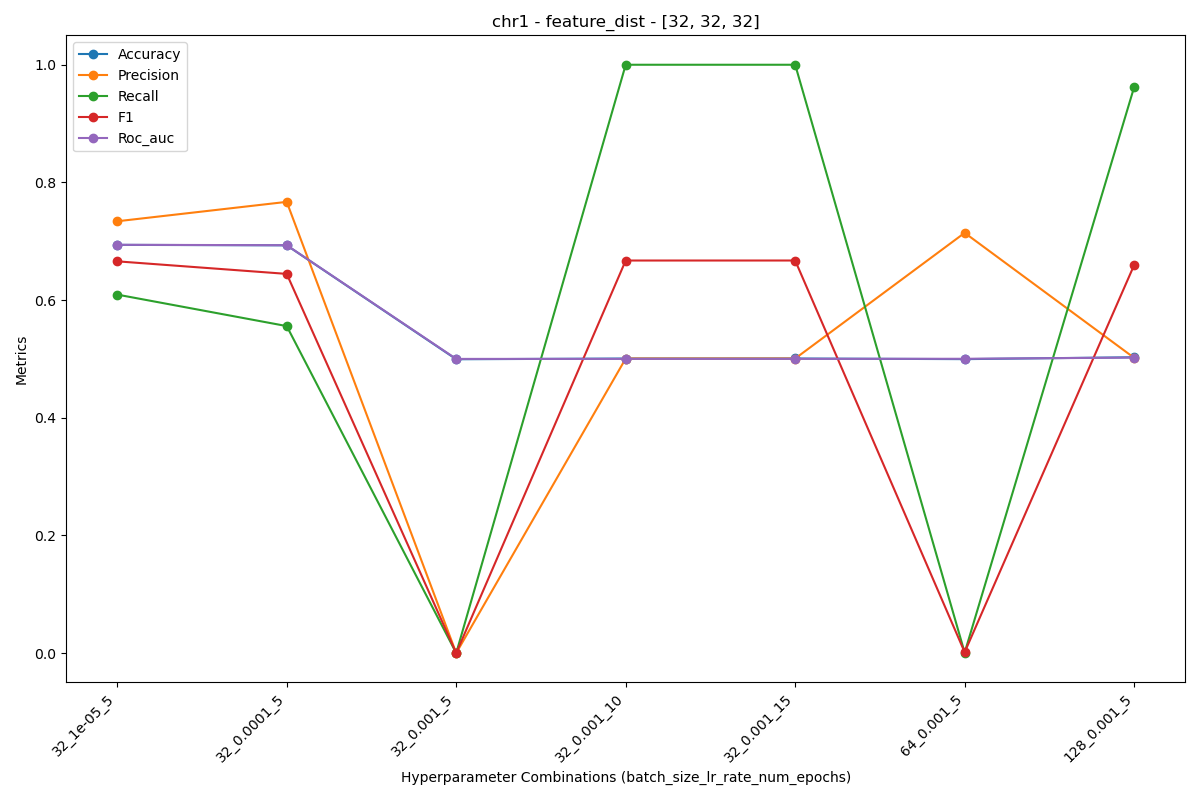 chr1 - feature_dist - [32, 32, 32]
Accuracy
Precision
Recall
F1
Roc_auc
Metrics
1.0
0.8
0.6
0.4
0.2
0.0
32_1e-05_5
32_0.0001_5
32_0.001_5
32_0.001_10
32_0.001_15
64_0.001_5
128_0.001_5
Hyperparameter Combinations (batch_size_lr_rate_num_epochs)